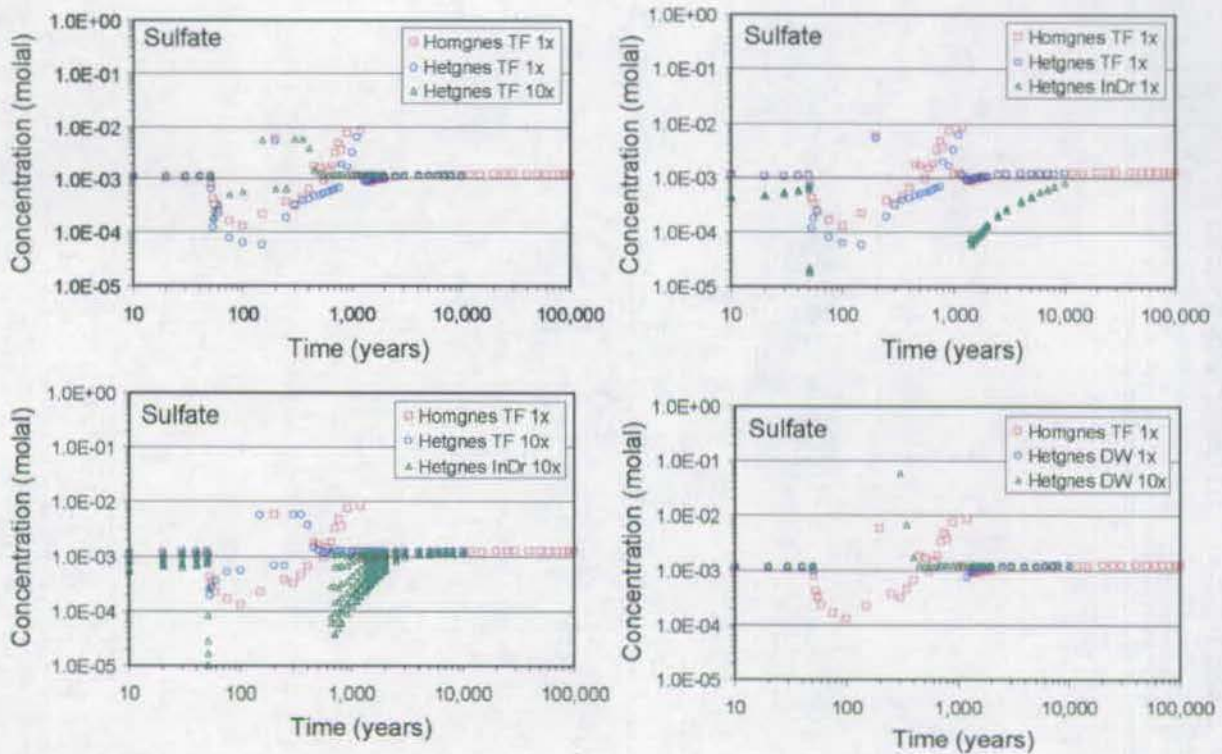 Sulfate
Homgnes TF 1x
Hetgnes TF 1x
Hetgnes TF 10x
1.0E+00
1.0E-01
1.0E-02
1.0E-03
1.0E-04
1.0E-05
Concentration (molal)
10
100
1,000
10,000
100,000
Time (years)
Sulfate
Homgnes TF 1x
Hetgnes TF 1x
Hetgnes InDr 1x
1.0E+00
1.0E-01
1.0E-02
1.0E-03
1.0E-04
1.0E-05
Concentration (molal)
10
100
1,000
10,000
100,000
Time (years)
Sulfate
Homgnes TF 1x
Hetgnes TF 10x
Hetgnes InDr 10x
1.0E+00
1.0E-01
1.0E-02
1.0E-03
1.0E-04
1.0E-05
Concentration (molal)
10
100
1,000
10,000
100,000
Time (years)
Sulfate
Homgnes TF 1x
Hetgnes DW 1x
Hetgnes DW 10x
1.0E+00
1.0E-01
1.0E-02
1.0E-03
1.0E-04
1.0E-05
Concentration (molal)
10
100
1,000
10,000
100,000
Time (years)